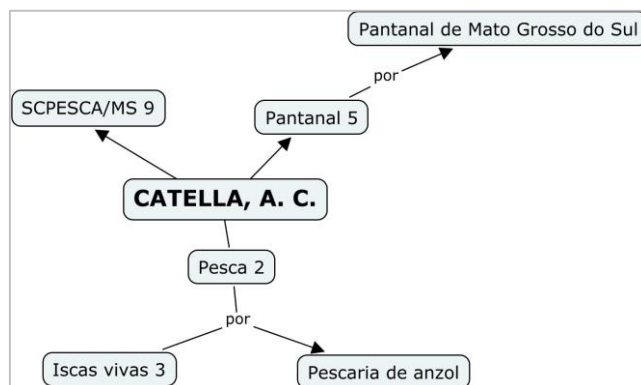 Pantanal de Mato Grosso do Sul
por
SCPESCA/MS 9
Pantanal 5
CATELLA, A. C.
Pesca 2
por
Iscas vivas 3
Pescaria de anzol